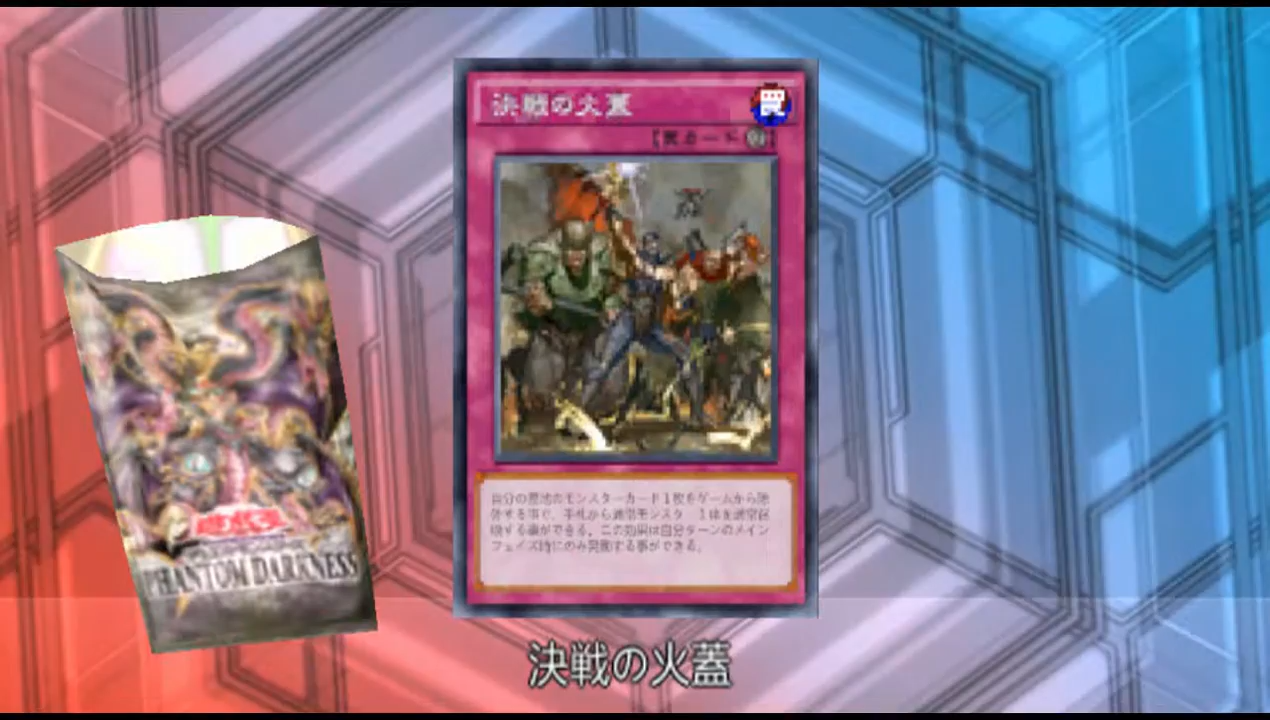 決戦の火蓋
罠
【罠カード
自分の墓地のモンスターカード1枚をゲームから除
外する事で、手札から通常モンスター1体を通常召
喚する事ができる。この効果は自分ターンのメイン
フェイズ時にのみ発動する事ができる。
遊戯王
PHANTOM DARKNESS
決戦の火蓋